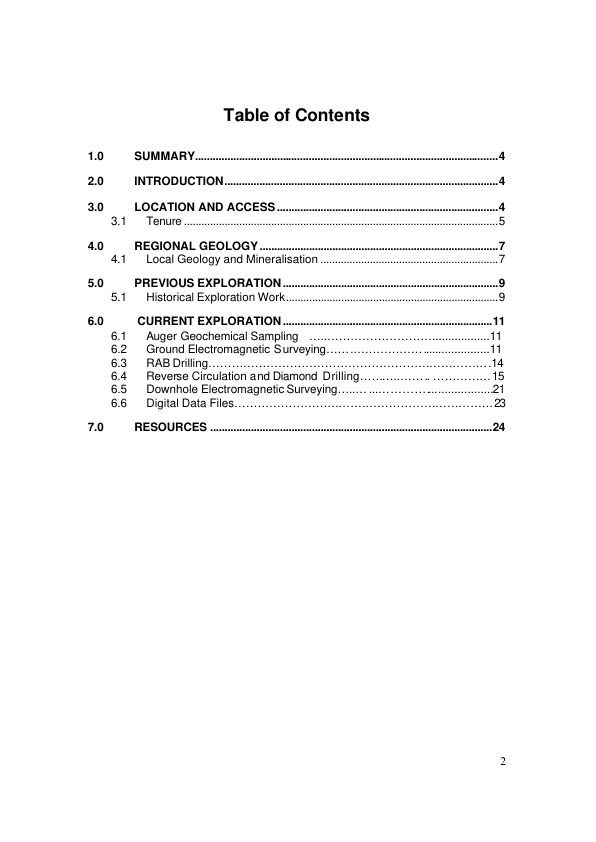 Table of Contents
1.0 SUMMARY.......................................................................................................4
2.0 INTRODUCTION.............................................................................................4
3.0 LOCATION AND ACCESS...........................................................................4
3.1 Tenure ...........................................................................................................5
4.0 REGIONAL GEOLOGY.................................................................................7
4.1 Local Geology and Mineralisation .............................................................7
5.0 PREVIOUS EXPLORATION.........................................................................9
5.1 Historical Exploration Work........................................................................9
6.0 CURRENT EXPLORATION.......................................................................11
6.1 Auger Geochemical Sampling ….………………………...................11
6.2 Ground Electromagnetic Surveying……………………. ....................11
6.3 RAB Drilling…………………………………………………….……….…14
6.4 Reverse Circulation and Diamond Drilling……..…..…….. …………….15
6.5 Downhole Electromagnetic Surveying…..… ...…………....................21
6.6 Digital Data Files……………………………………………….……………23
7.0 RESOURCES ................................................................................................24
2